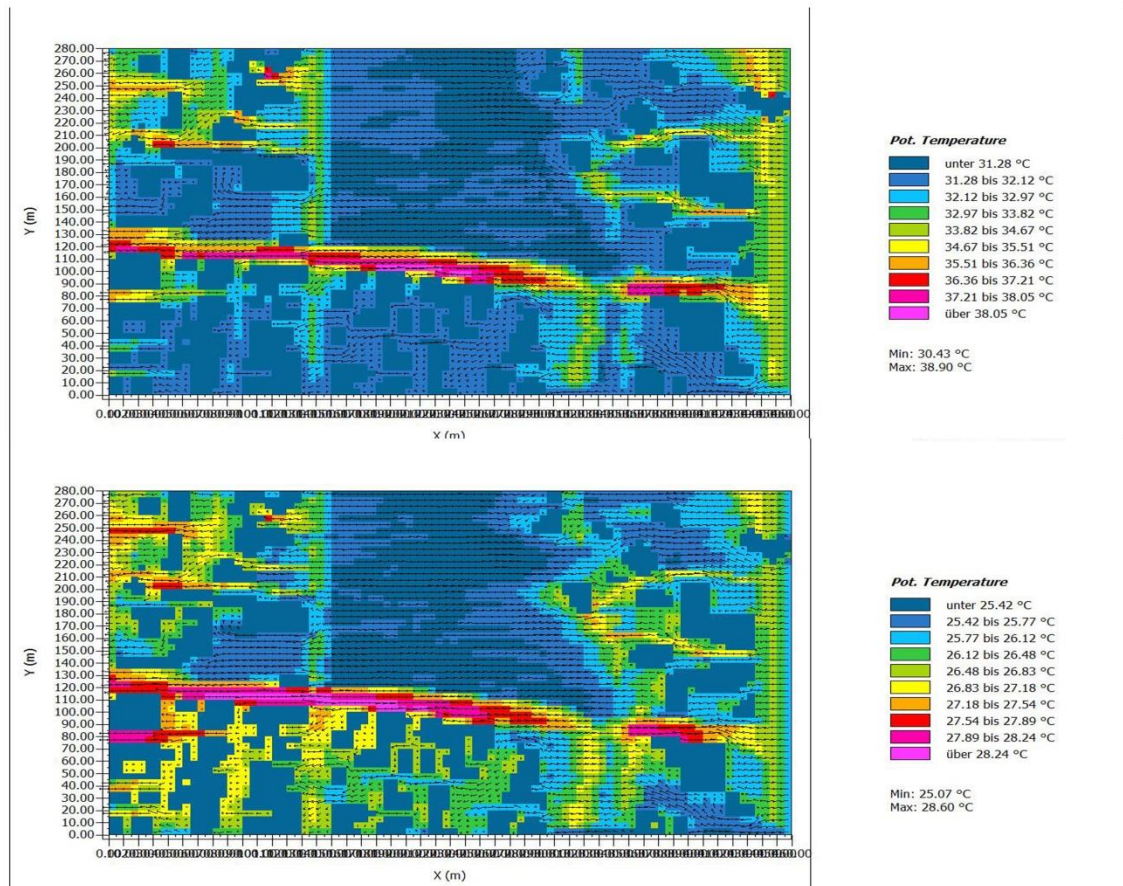 280.00
270.00
260.00
250.00
240.00
230.00
220.00
210.00
200.00
190.00
180.00
170.00
160.00
150.00
140.00
130.00
120.00
110.00
100.00
90.00
80.00
70.00
60.00
50.00
40.00
30.00
20.00
10.00
0.00
Y (m)
X (m)
Pot. Temperature
unter 31.28 °C
31.28 bis 32.12 °C
32.12 bis 32.97 °C
32.97 bis 33.82 °C
33.82 bis 34.67 °C
34.67 bis 35.51 °C
35.51 bis 36.36 °C
36.36 bis 37.21 °C
37.21 bis 38.05 °C
über 38.05 °C
Min: 30.43 °C
Max: 38.90 °C
280.00
270.00
260.00
250.00
240.00
230.00
220.00
210.00
200.00
190.00
180.00
170.00
160.00
150.00
140.00
130.00
120.00
110.00
100.00
90.00
80.00
70.00
60.00
50.00
40.00
30.00
20.00
10.00
0.00
Y (m)
X (m)
Pot. Temperature
unter 25.42 °C
25.42 bis 25.77 °C
25.77 bis 26.12 °C
26.12 bis 26.48 °C
26.48 bis 26.83 °C
26.83 bis 27.18 °C
27.18 bis 27.54 °C
27.54 bis 27.89 °C
27.89 bis 28.24 °C
über 28.24 °C
Min: 25.07 °C
Max: 28.60 °C